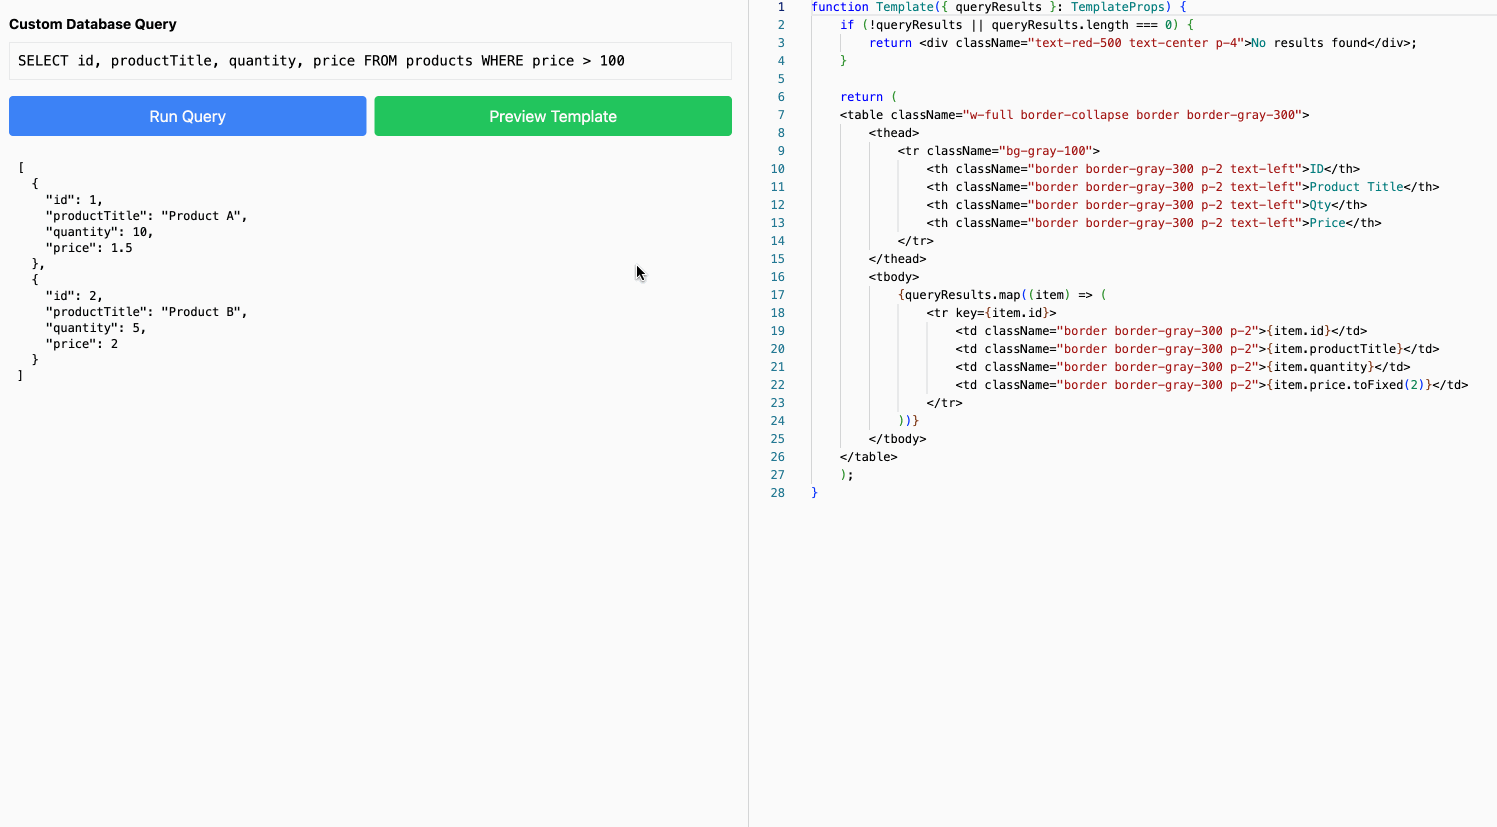 Custom Database Query
SELECT id, productTitle, quantity, price FROM products WHERE price > 100
Run Query
Preview Template
[
  {
    "id": 1,
    "productTitle": "Product A",
    "quantity": 10,
    "price": 1.5
  },
  {
    "id": 2,
    "productTitle": "Product B",
    "quantity": 5,
    "price": 2
  }
]
1 function Template({ queryResults }: TemplateProps) {
2     if (!queryResults || queryResults.length === 0) {
3         return <div className="text-red-500 text-center p-4">No results found</div>;
4     }
5
6     return (
7     <table className="w-full border-collapse border border-gray-300">
8         <thead>
9             <tr className="bg-gray-100">
10                 <th className="border border-gray-300 p-2 text-left">ID</th>
11                 <th className="border border-gray-300 p-2 text-left">Product Title</th>
12                 <th className="border border-gray-300 p-2 text-left">Qty</th>
13                 <th className="border border-gray-300 p-2 text-left">Price</th>
14             </tr>
15         </thead>
16         <tbody>
17             {queryResults.map((item) => (
18                 <tr key={item.id}>
19                     <td className="border border-gray-300 p-2">{item.id}</td>
20                     <td className="border border-gray-300 p-2">{item.productTitle}</td>
21                     <td className="border border-gray-300 p-2">{item.quantity}</td>
22                     <td className="border border-gray-300 p-2">{item.price.toFixed(2)}</td>
23                 </tr>
24             ))}
25         </tbody>
26     </table>
27     );
28 }